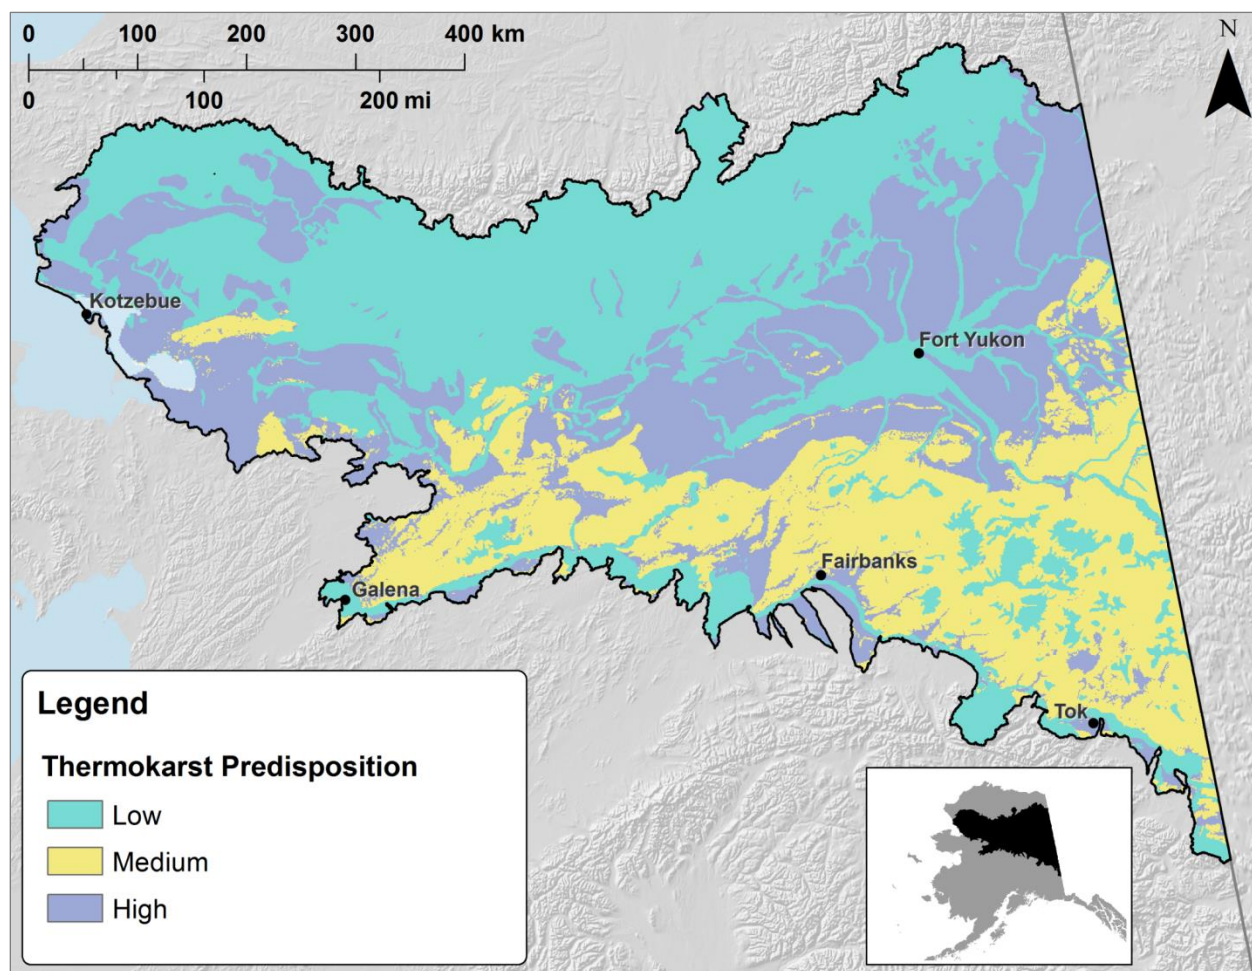 0 100 200 300 400 km
0 100 200 mi
N
Kotzebue
Fort Yukon
Fairbanks
Galena
Tok
Legend
Thermokarst Predisposition
Low
Medium
High